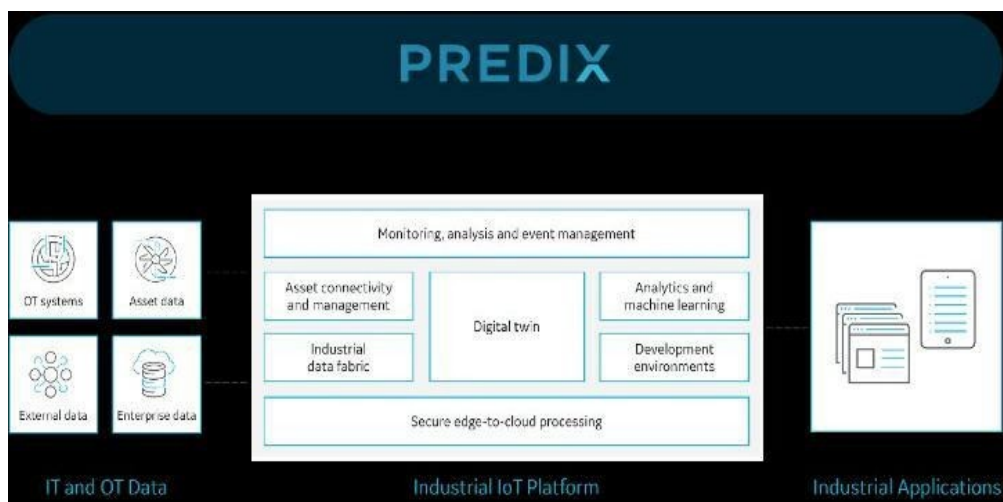 PREDIX
Monitoring, analysis and event management
OT systems
Asset data
Asset connectivity
and management
Digital twin
Analytics and
machine learning
Industrial
data fabric
Development
environments
External data
Enterprise data
Secure edge-to-cloud processing
IT and OT Data
Industrial IoT Platform
Industrial Applications